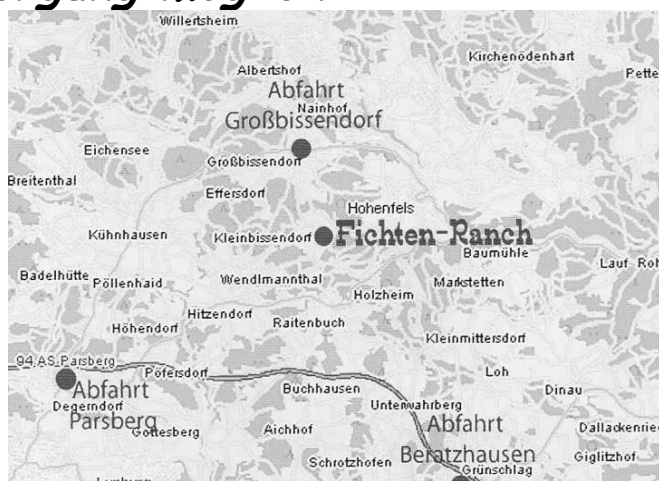 Willertsheim
Kirchenödenhart
Albertshof
Abfahrt
Nainhof
Großbissendorf
Eichensee
Großbissendorf
Breitenthal
Effersdorf
Hohenfels
Kühnhausen
Kleinbissendorf
Fichten-Ranch
Baumühle
Badelhütte
Pöllenhaid
Wendlmannthal
Markstetten
Holzheim
Hitzendorf
Höhendorf
Raitenbuch
Kleinmittersdorf
94 AS Parsberg
Pöfersdorf
Loh
Abfahrt
Buchhausen
Dinau
Degerndorf
Unterwahrberg
Parsberg
Gottesberg
Aichhof
Abfahrt
Schrotzhofen
Beratzhausen
Giglitzhof
Grünschlag